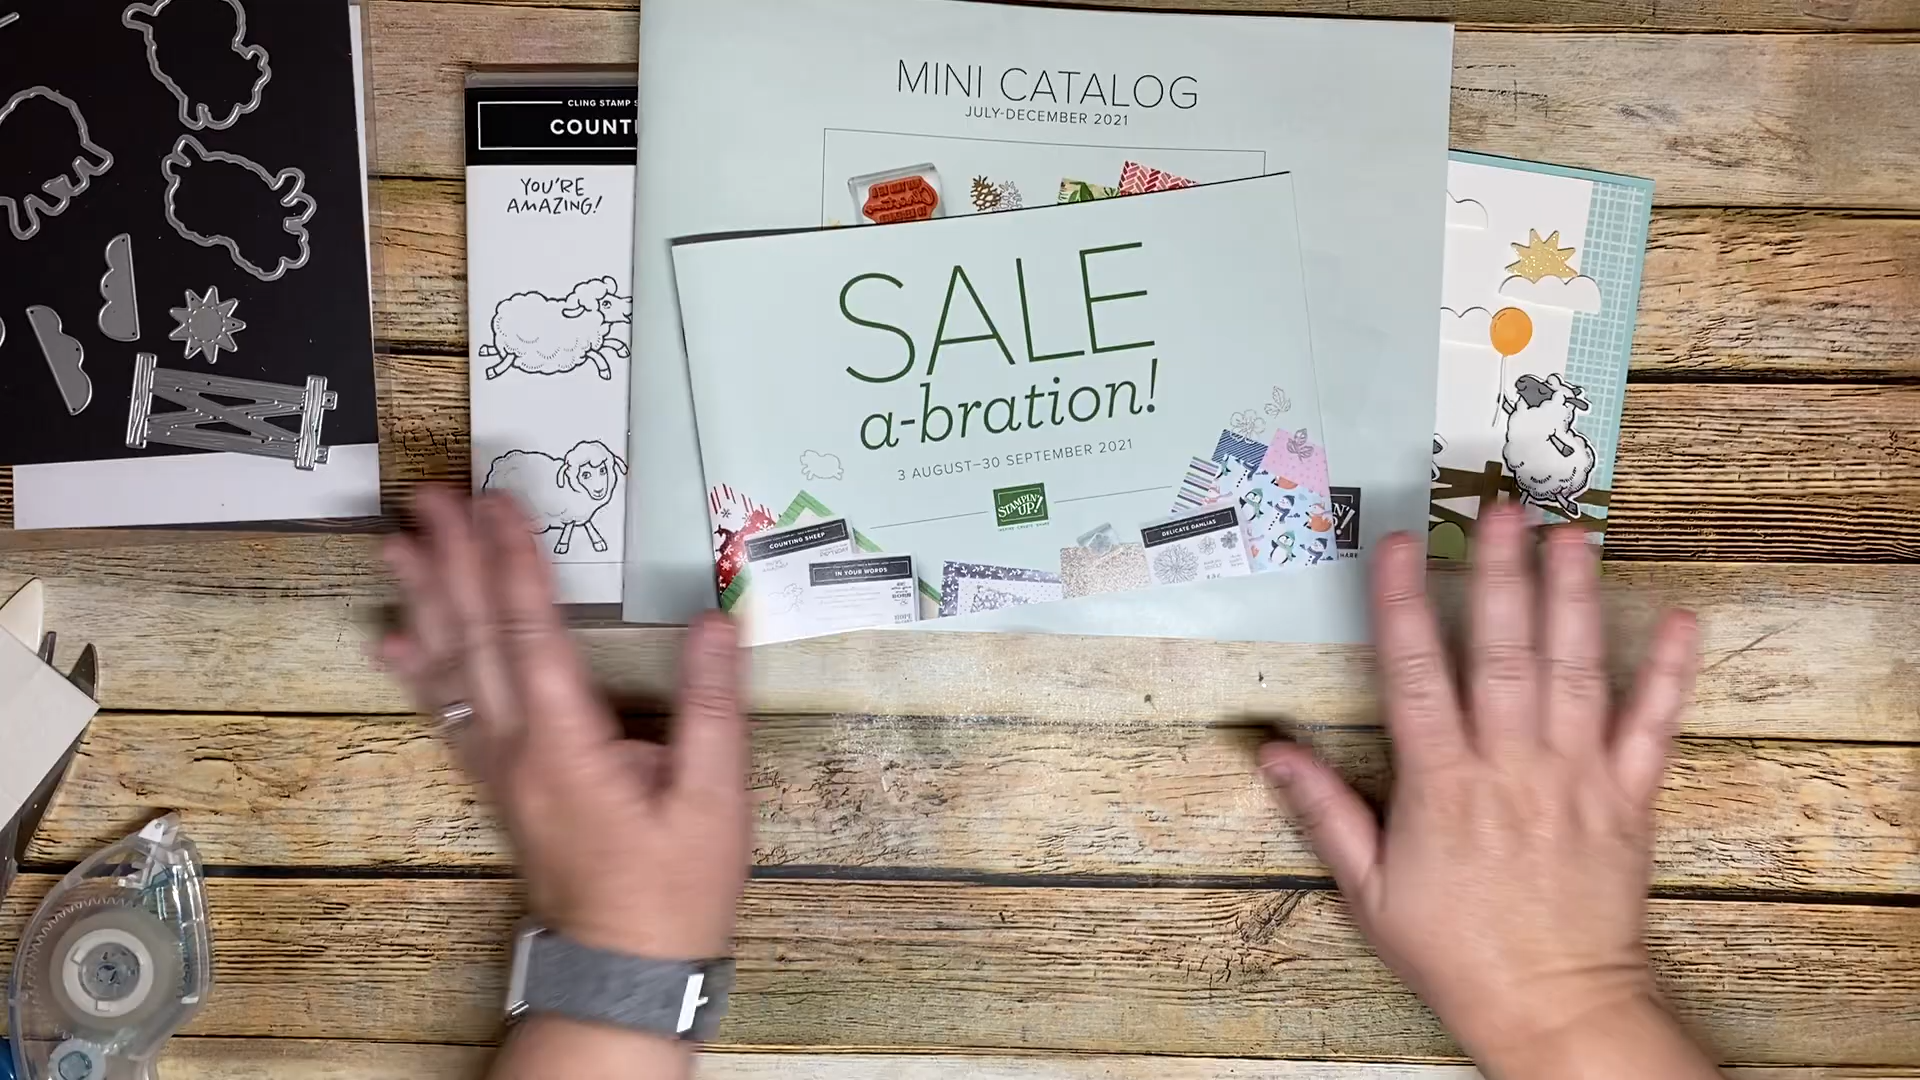 CLING STAMP S
COUNTI
YOU'RE
AMAZING!
MINI CATALOG
JULY-DECEMBER 2021
SALE
a-bration!
3 AUGUST–30 SEPTEMBER 2021
STAMPIN'
UP!
COUNTING SHEEP
IN YOUR WORDS
DELICATE DAHLIAS